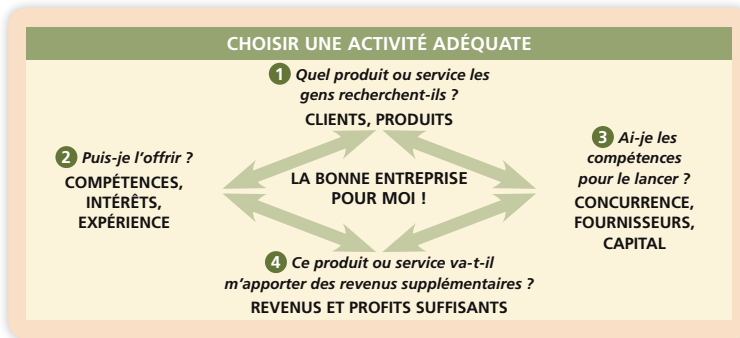 CHOISIR UNE ACTIVITÉ ADÉQUATE
1 Quel produit ou service les
gens recherchent-ils ?
CLIENTS, PRODUITS
2 Puis-je l’offrir ?
COMPÉTENCES,
INTÉRÊTS,
EXPÉRIENCE
LA BONNE ENTREPRISE
POUR MOI !
3 Ai-je les
compétences
pour le lancer ?
CONCURRENCE,
FOURNISSEURS,
CAPITAL
4 Ce produit ou service va-t-il
m’apporter des revenus supplémentaires ?
REVENUS ET PROFITS SUFFISANTS